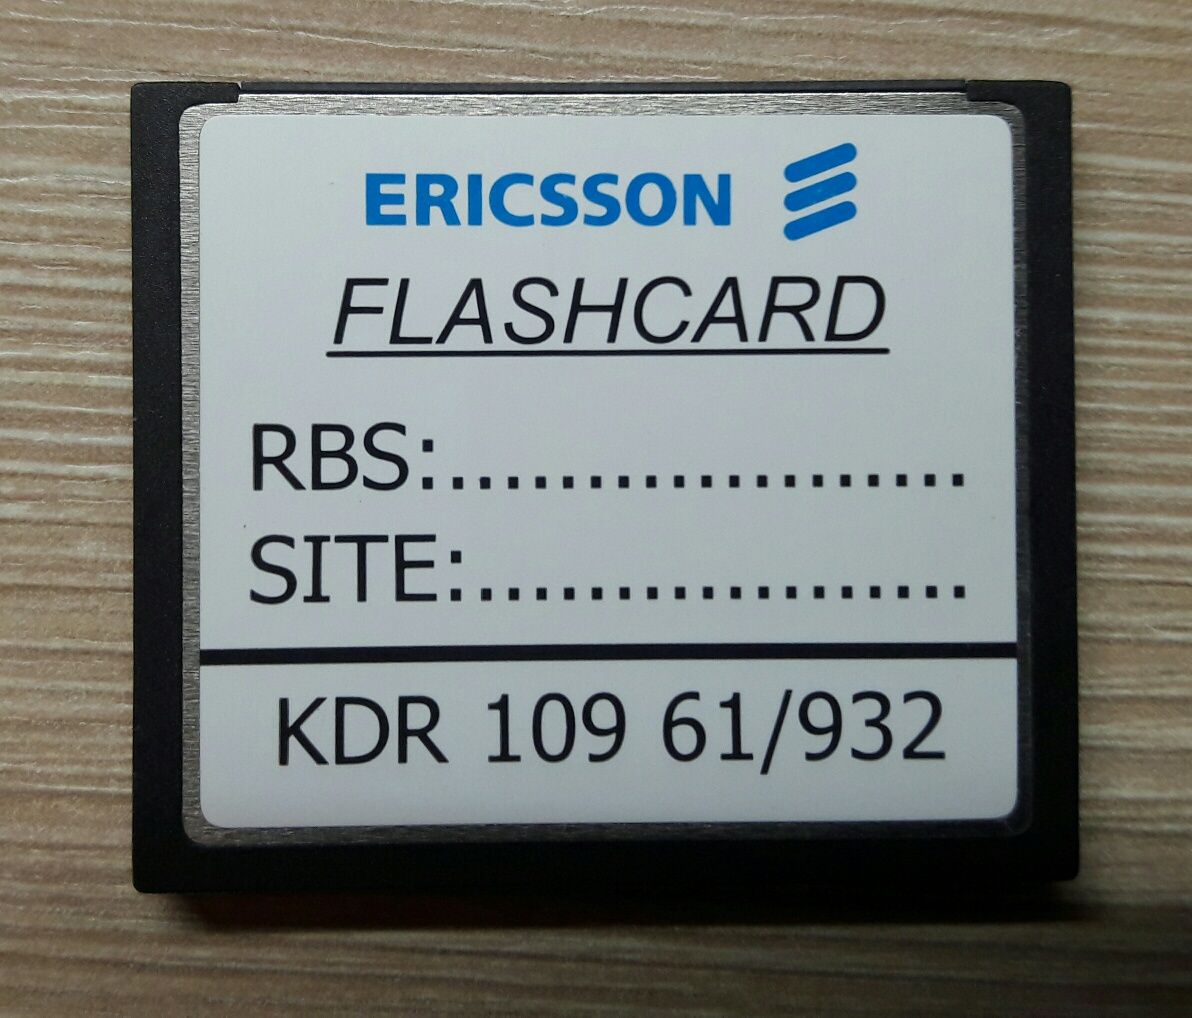 ERICSSON
FLASHCARD
RBS:...................
SITE:...................
KDR 109 61/932